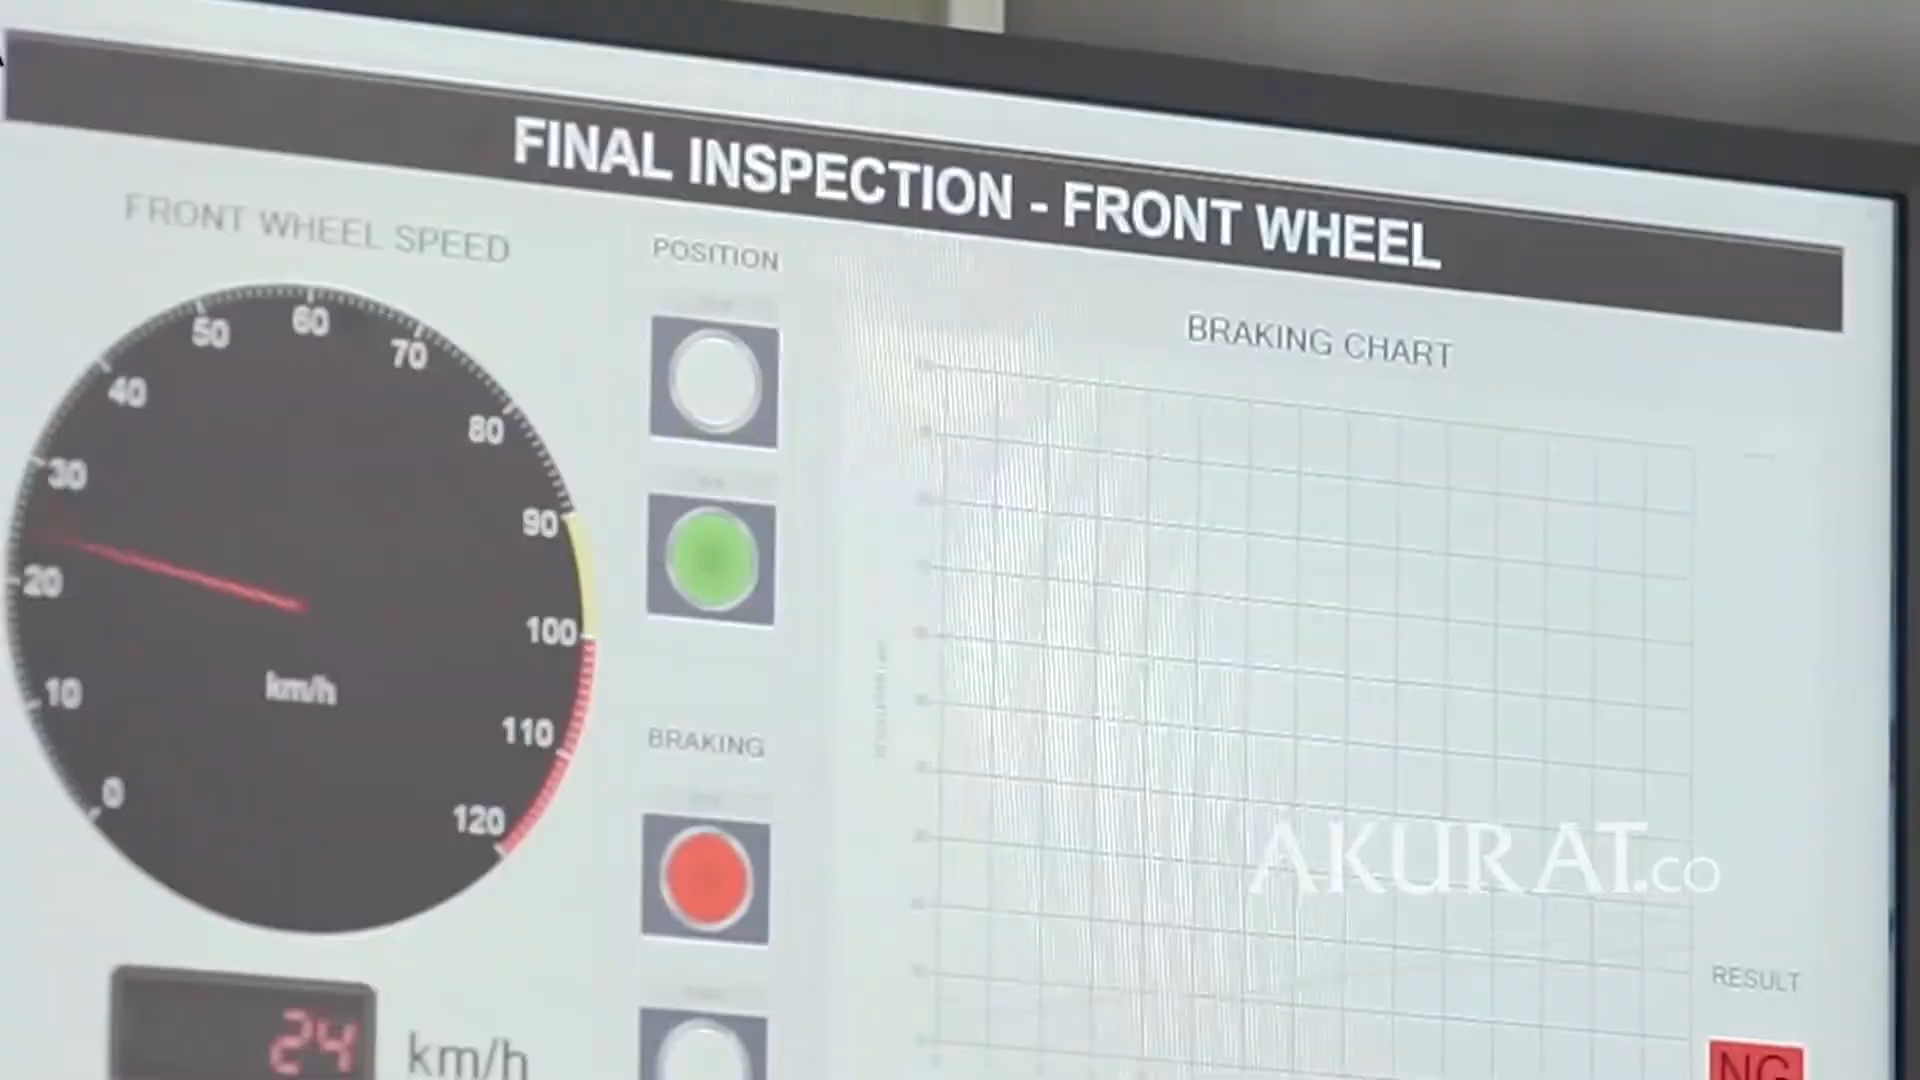 FINAL INSPECTION - FRONT WHEEL
FRONT WHEEL SPEED
POSITION
BRAKING CHART
0
10
20
30
40
50
60
70
80
90
100
110
120
km/h
BRAKING
AKURAT.co
RESULT
NG
24
km/h